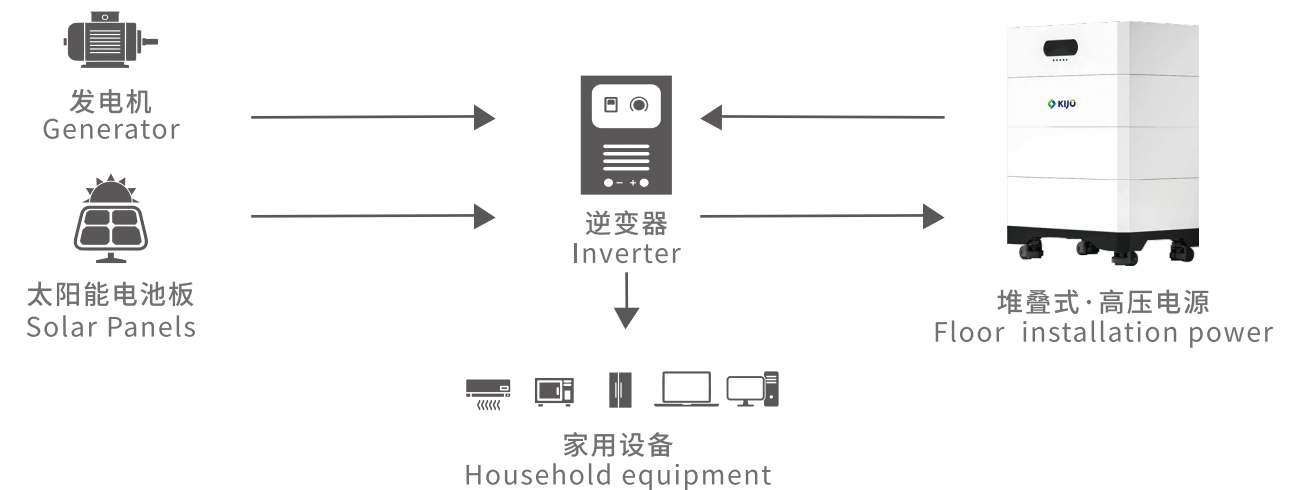 发电机
Generator
太阳能电池板
Solar Panels
逆变器
Inverter
KIJO
堆叠式·高压电源
Floor installation power
家用设备
Household equipment